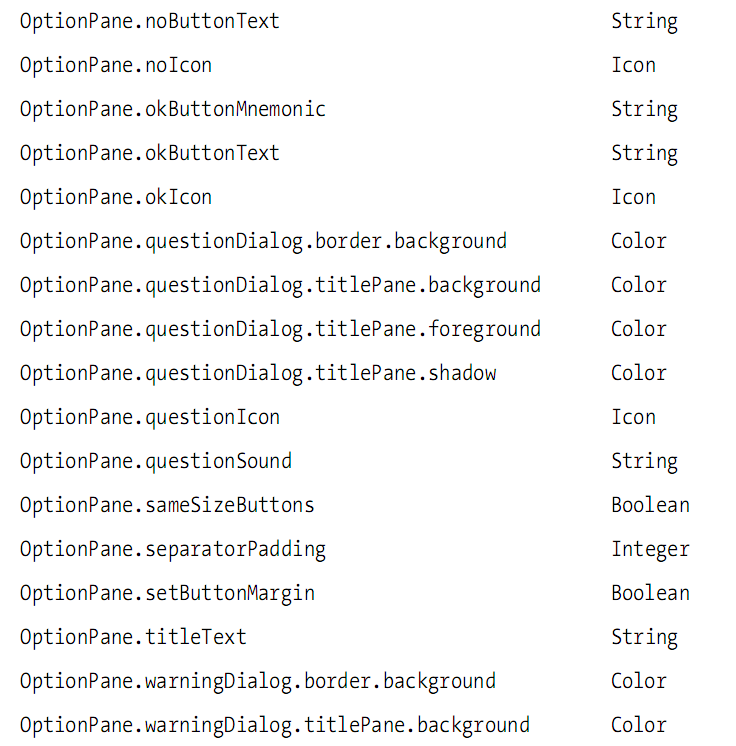 OptionPane.noButtonText String
OptionPane.noIcon Icon
OptionPane.okButtonMnemonic String
OptionPane.okButtonText String
OptionPane.okIcon Icon
OptionPane.questionDialog.border.background Color
OptionPane.questionDialog.titlePane.background Color
OptionPane.questionDialog.titlePane.foreground Color
OptionPane.questionDialog.titlePane.shadow Color
OptionPane.questionIcon Icon
OptionPane.questionSound String
OptionPane.sameSizeButtons Boolean
OptionPane.separatorPadding Integer
OptionPane.setButtonMargin Boolean
OptionPane.titleText String
OptionPane.warningDialog.border.background Color
OptionPane.warningDialog.titlePane.background Color